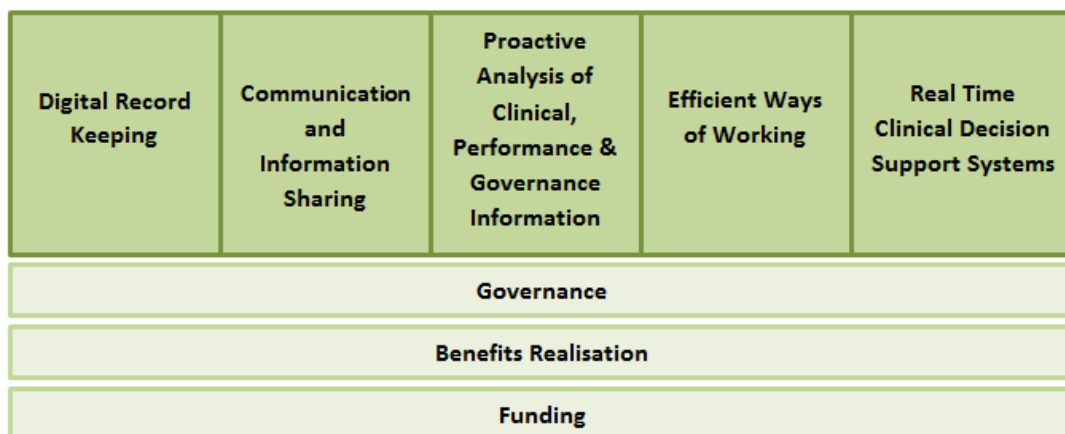 Digital Record
Keeping
Communication
and
Information
Sharing
Proactive
Analysis of
Clinical,
Performance &
Governance
Information
Efficient Ways
of Working
Real Time
Clinical Decision
Support Systems
Governance
Benefits Realisation
Funding